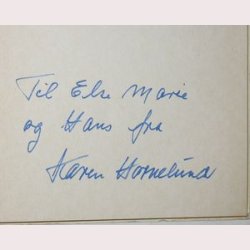 Til Else Marie
og Hans fra
Karen Hornelund